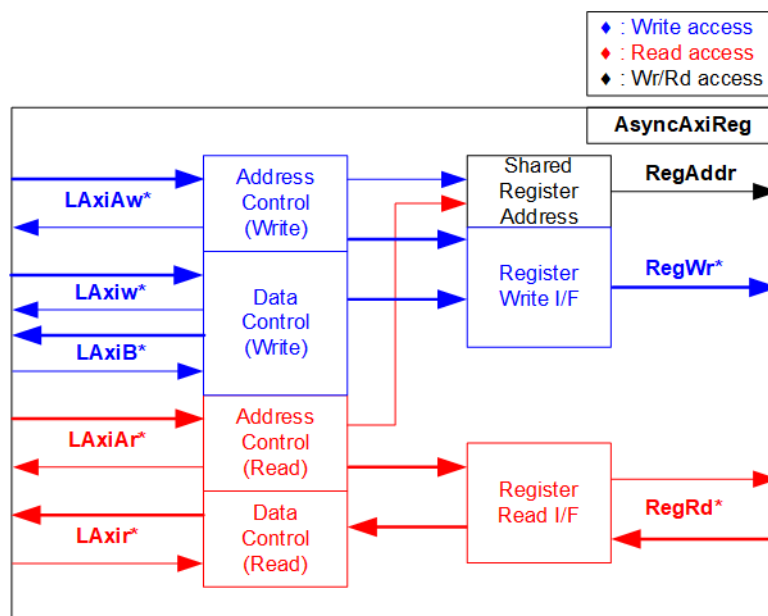 ♦ : Write access
♦ : Read access
♦ : Wr/Rd access
AsyncAxiReg
LAxiAw*
Address
Control
(Write)
Shared
Register
Address
RegAddr
LAxiw*
LAxiB*
Data
Control
(Write)
Register
Write I/F
RegWr*
LAxiAr*
Address
Control
(Read)
LAxir*
Data
Control
(Read)
Register
Read I/F
RegRd*